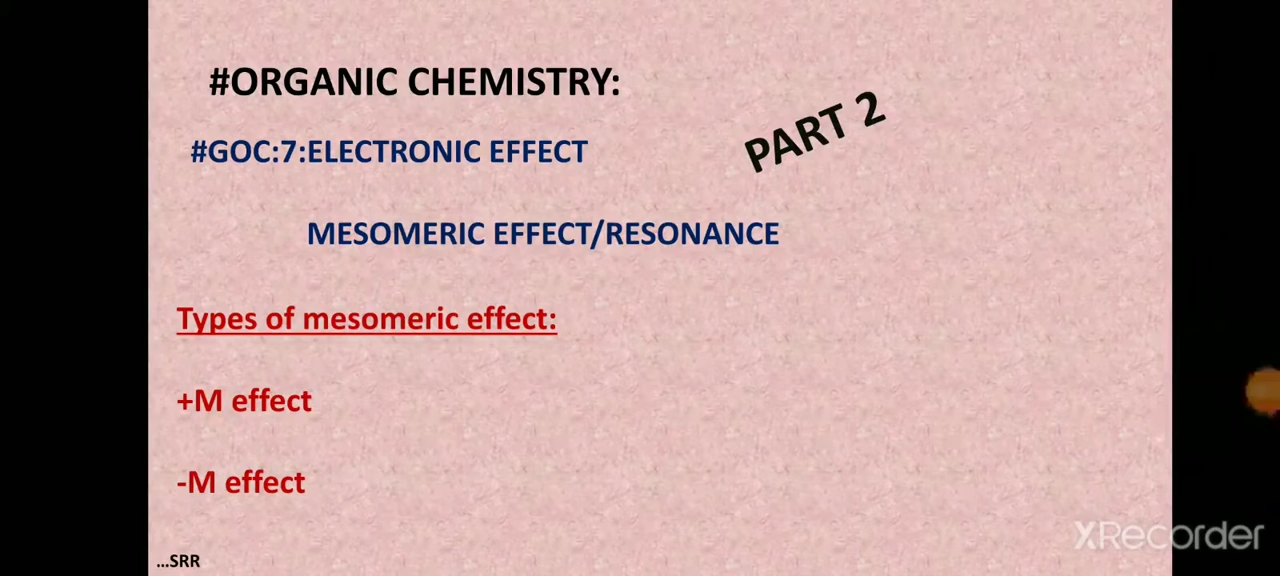 #ORGANIC CHEMISTRY:
PART 2
#GOC:7:ELECTRONIC EFFECT
MESOMERIC EFFECT/RESONANCE
Types of mesomeric effect:
+M effect
-M effect
XRecorder
...SRR